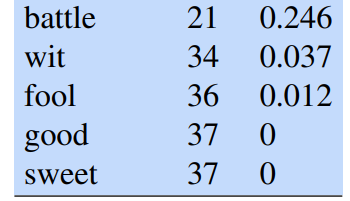 battle 21 0.246
wit 34 0.037
fool 36 0.012
good 37 0
sweet 37 0